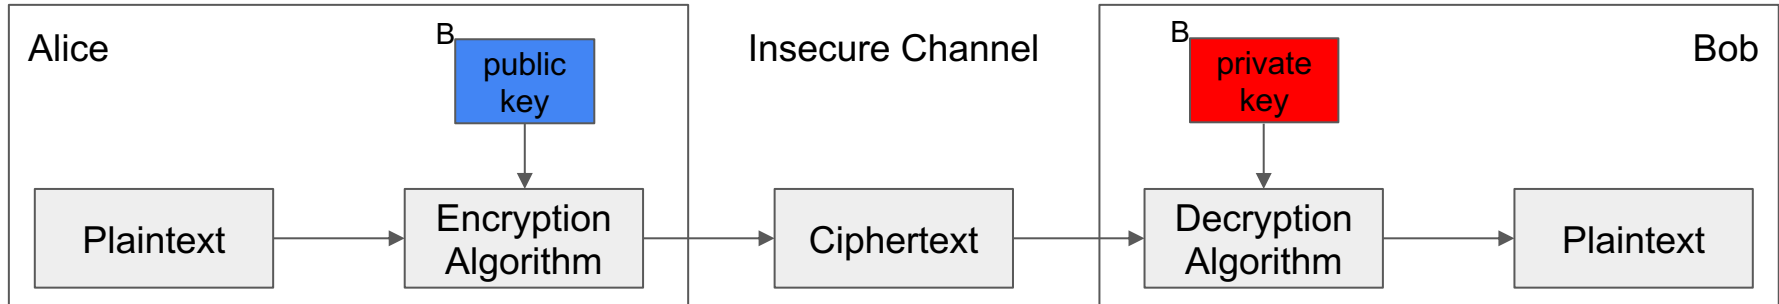 Alice
B
public
key
Insecure Channel
B
private
key
Bob
Plaintext
Encryption
Algorithm
Ciphertext
Decryption
Algorithm
Plaintext